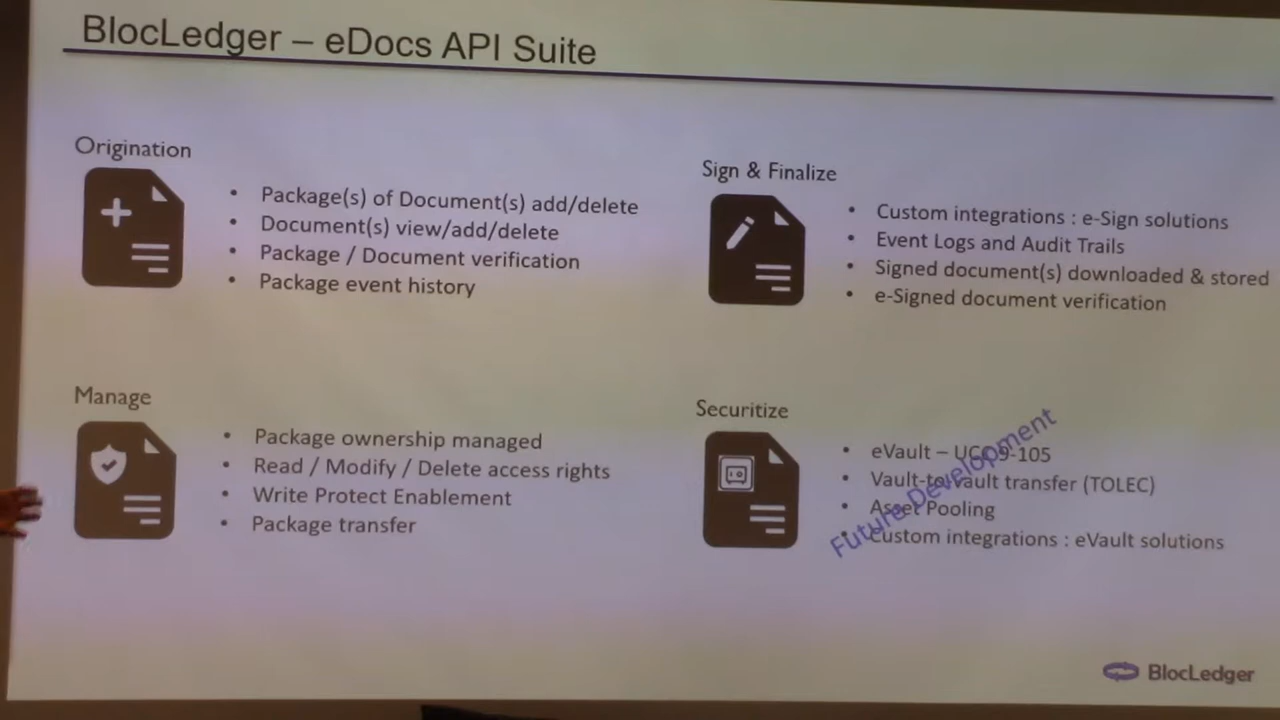 BlocLedger – eDocs API Suite
Origination
• Package(s) of Document(s) add/delete
• Document(s) view/add/delete
• Package / Document verification
• Package event history
Sign & Finalize
• Custom integrations : e-Sign solutions
• Event Logs and Audit Trails
• Signed document(s) downloaded & stored
• e-Signed document verification
Manage
• Package ownership managed
• Read / Modify / Delete access rights
• Write Protect Enablement
• Package transfer
Securitize
• eVault – UCC 9-105
• Vault-to-Vault transfer (TOLEC)
• Asset Pooling
• Custom integrations : eVault solutions
Future Development
BlocLedger